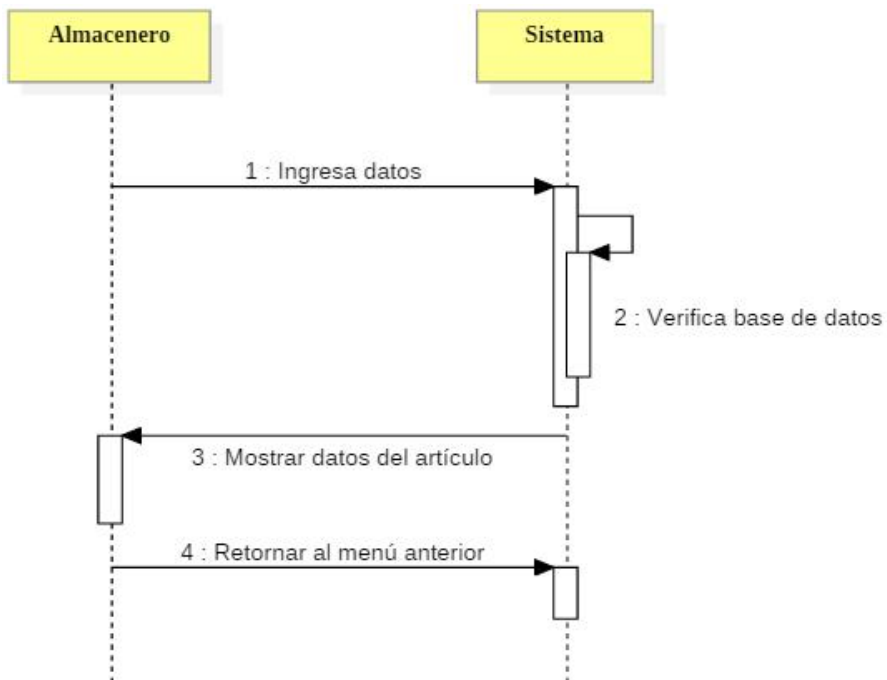 Almacenero
Sistema
1 : Ingresa datos
2 : Verifica base de datos
3 : Mostrar datos del artículo
4 : Retornar al menú anterior